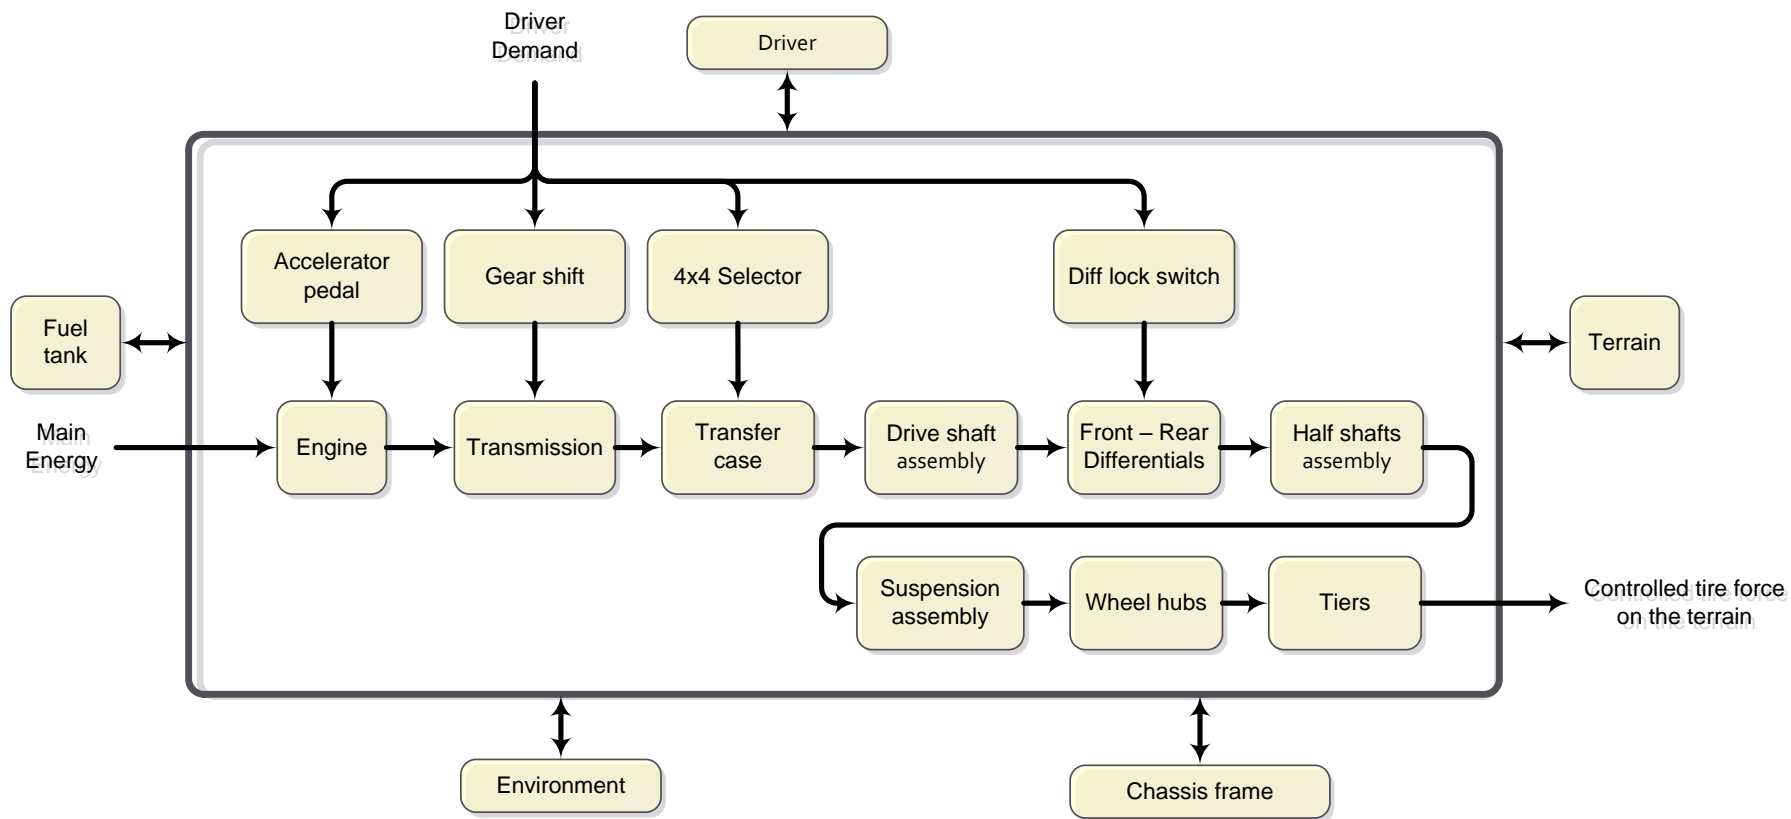 Driver
Demand
Driver
Accelerator
pedal
Gear shift
4x4 Selector
Diff lock switch
Fuel
tank
Terrain
Main
Energy
Engine
Transmission
Transfer
case
Drive shaft
assembly
Front – Rear
Differentials
Half shafts
assembly
Suspension
assembly
Wheel hubs
Tiers
Controlled tire force
on the terrain
Environment
Chassis frame